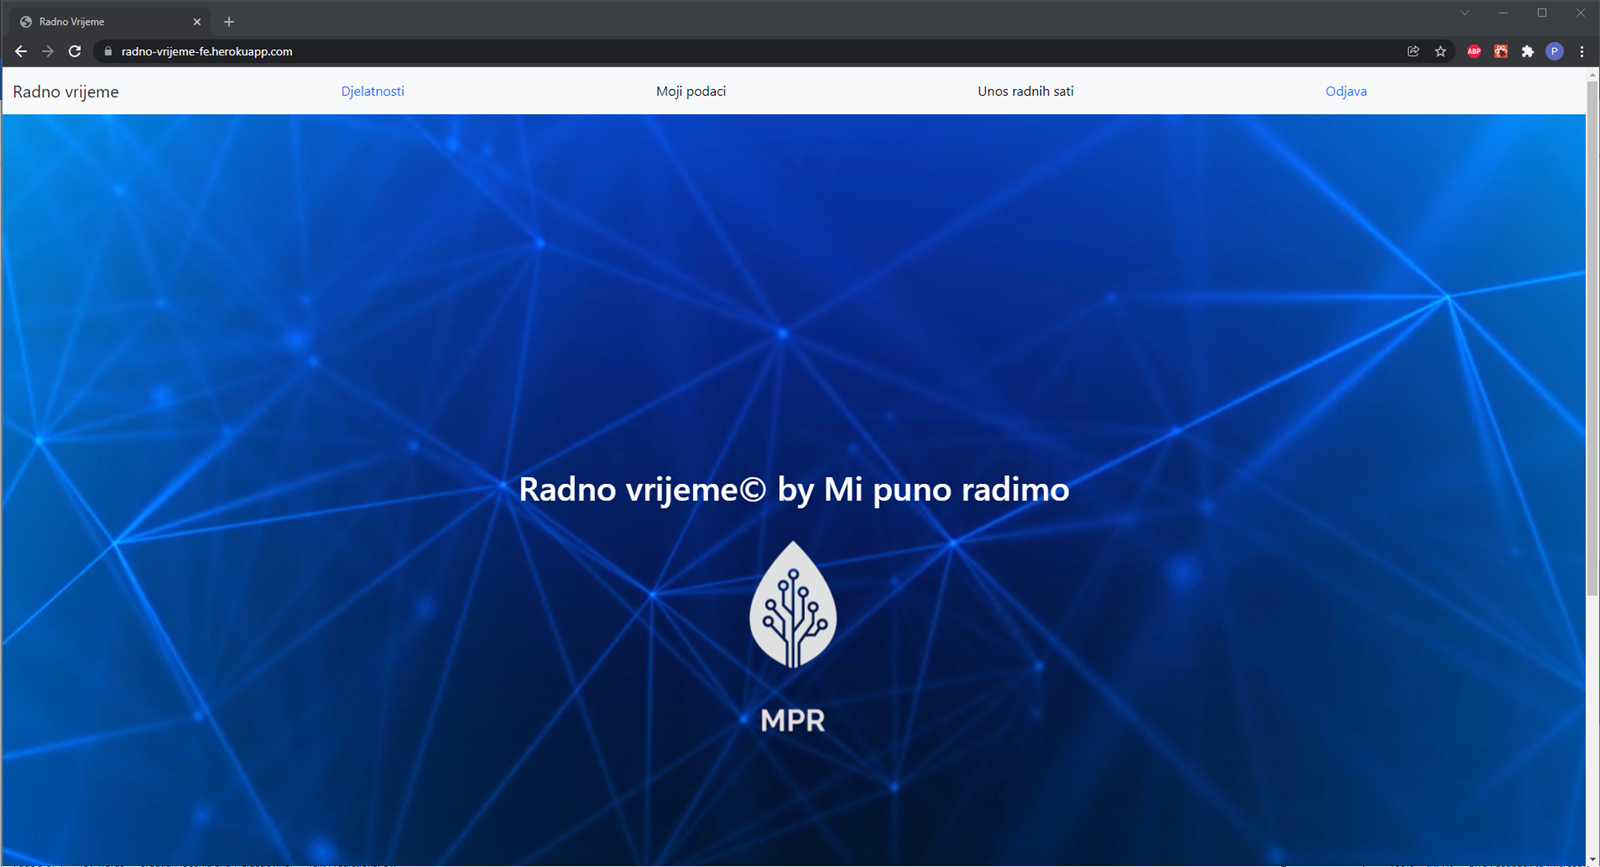 Radno Vrijeme
radno-vrijeme-fe.herokuapp.com
ABP
P
Radno vrijeme
Djelatnosti
Moji podaci
Unos radnih sati
Odjava
Radno vrijeme© by Mi puno radimo
MPR